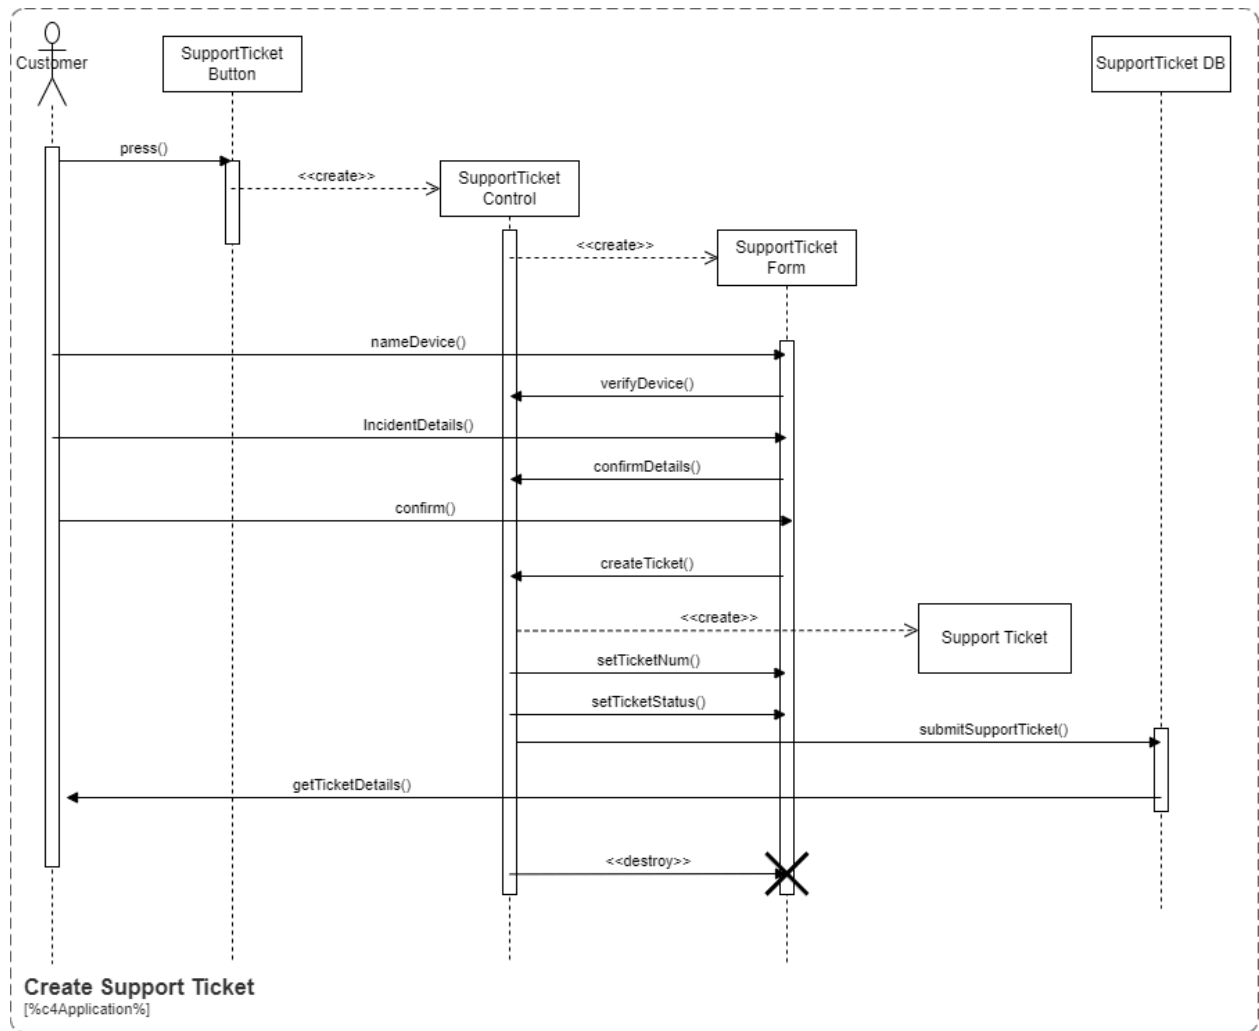 Customer
SupportTicket
Button
SupportTicket DB
press()
<<create>>
SupportTicket
Control
<<create>>
SupportTicket
Form
nameDevice()
verifyDevice()
IncidentDetails()
confirmDetails()
confirm()
createTicket()
<<create>>
Support Ticket
setTicketNum()
setTicketStatus()
submitSupportTicket()
getTicketDetails()
<<destroy>>
Create Support Ticket
[%c4Application%]